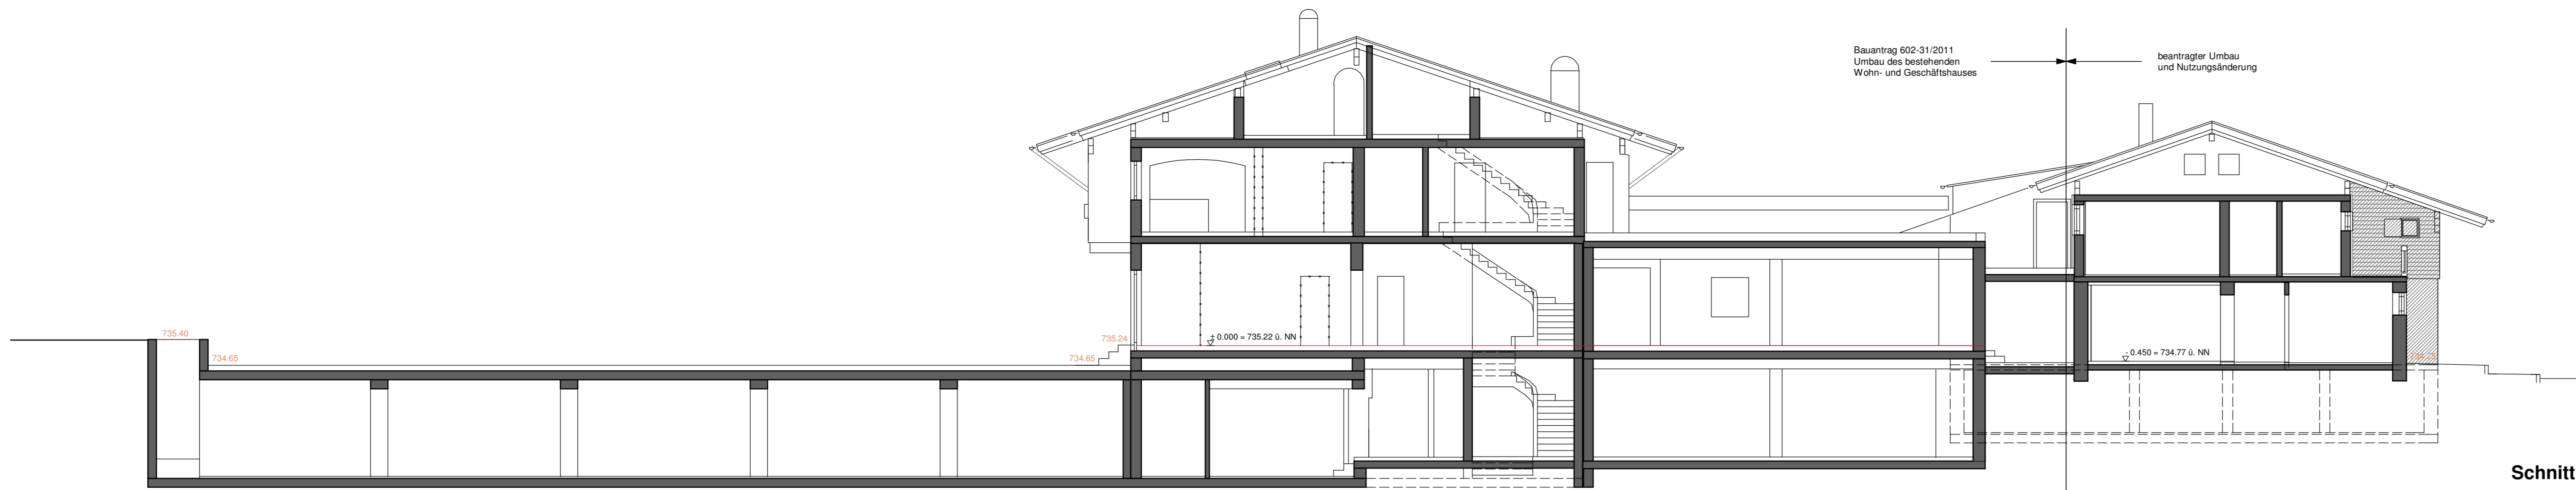 Bauantrag 602-31/2011
Umbau des bestehenden
Wohn- und Geschäftshauses
beantragter Umbau
und Nutzungsänderung
735.40
734.65
734.65
735.24
± 0.000 = 735.22 ü. NN
- 0.450 = 734.77 ü. NN
Schnitt